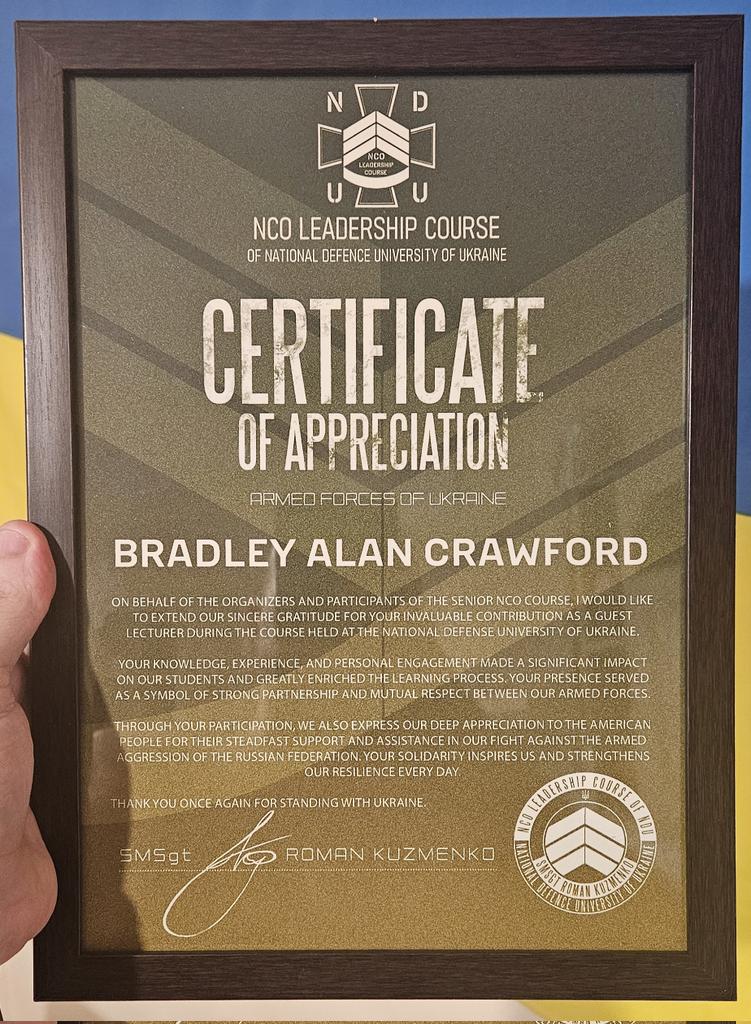 N D
NCO
LEADERSHIP
COURSE
U U
NCO LEADERSHIP COURSE
OF NATIONAL DEFENCE UNIVERSITY OF UKRAINE
CERTIFICATE
OF APPRECIATION
ARMED FORCES OF UKRAINE
BRADLEY ALAN CRAWFORD
ON BEHALF OF THE ORGANIZERS AND PARTICIPANTS OF THE SENIOR NCO COURSE, I WOULD LIKE
TO EXTEND OUR SINCERE GRATITUDE FOR YOUR INVALUABLE CONTRIBUTION AS A GUEST
LECTURER DURING THE COURSE HELD AT THE NATIONAL DEFENSE UNIVERSITY OF UKRAINE.
YOUR KNOWLEDGE, EXPERIENCE, AND PERSONAL ENGAGEMENT MADE A SIGNIFICANT IMPACT
ON OUR STUDENTS AND GREATLY ENRICHED THE LEARNING PROCESS. YOUR PRESENCE SERVED
AS A SYMBOL OF STRONG PARTNERSHIP AND MUTUAL RESPECT BETWEEN OUR ARMED FORCES.
THROUGH YOUR PARTICIPATION, WE ALSO EXPRESS OUR DEEP APPRECIATION TO THE AMERICAN
PEOPLE FOR THEIR STEADFAST SUPPORT AND ASSISTANCE IN OUR FIGHT AGAINST THE ARMED
AGGRESSION OF THE RUSSIAN FEDERATION. YOUR SOLIDARITY INSPIRES US AND STRENGTHENS
OUR RESILIENCE EVERY DAY.
THANK YOU ONCE AGAIN FOR STANDING WITH UKRAINE.
SMSgt ROMAN KUZMENKO
NCO LEADERSHIP COURSE OF NDU
SMSGT ROMAN KUZMENKO
NATIONAL DEFENCE UNIVERSITY OF UKRAINE